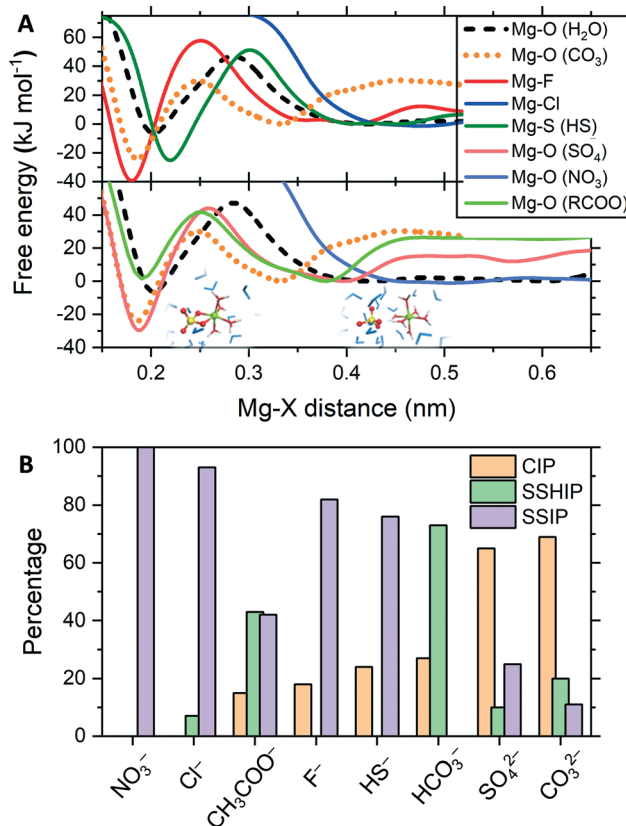 A
Free energy (kJ mol⁻¹)
60
40
20
0
-20
40
Mg-O (H₂O)
Mg-O (CO₃)
Mg-F
Mg-Cl
Mg-S (HS)
Mg-O (SO₄)
Mg-O (NO₃)
Mg-O (RCOO)
40
20
0
-20
-40
0.2 0.3 0.4 0.5 0.6
Mg-X distance (nm)
B
Percentage
100
80
60
40
20
0
CIP
SSHIP
SSIP
NO₃⁻ Cl⁻ CH₃COO⁻ F⁻ HS⁻ HCO₃⁻ SO₄²⁻ CO₃²⁻